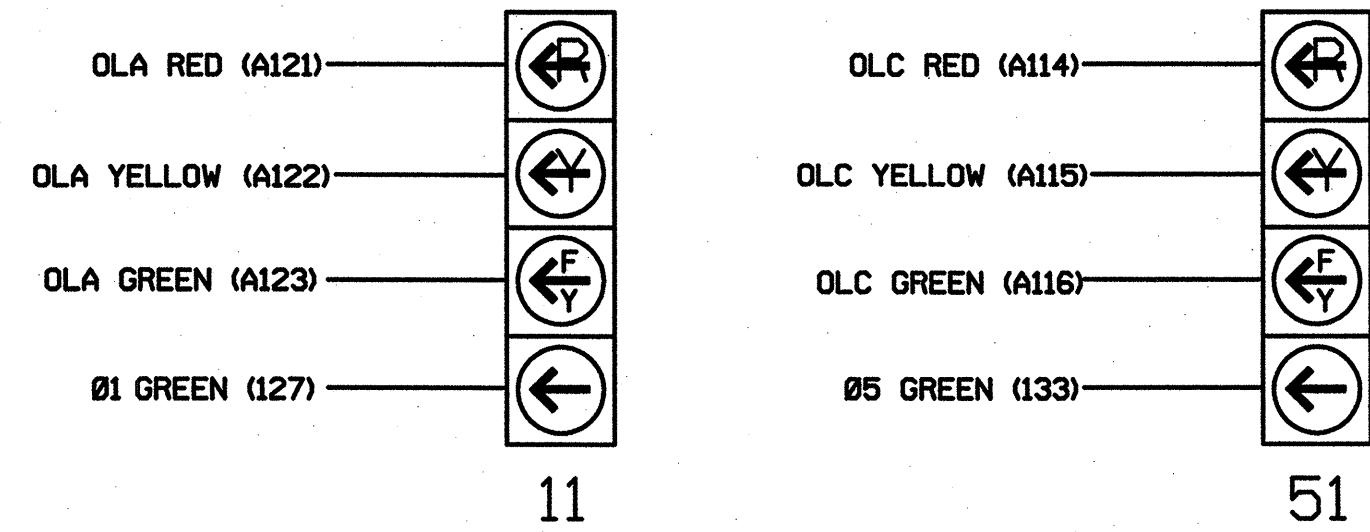 OLA RED (A121)
R
OLA YELLOW (A122)
Y
OLA GREEN (A123)
F
Y
Ø1 GREEN (127)
11
OLC RED (A114)
R
OLC YELLOW (A115)
Y
OLC GREEN (A116)
F
Y
Ø5 GREEN (133)
51